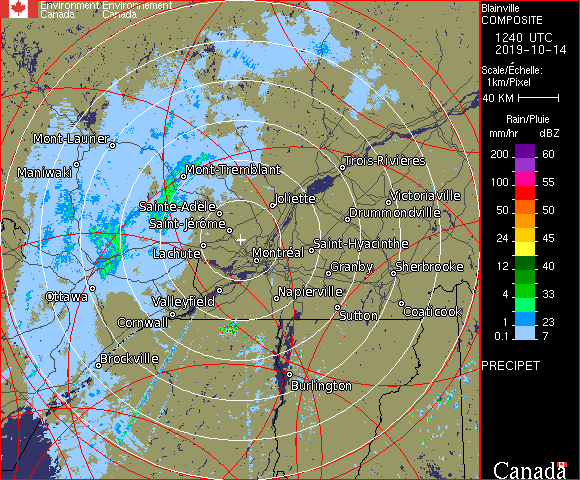 Environment Environnement
Canada Canada
Blainville
COMPOSITE
1240 UTC
2019-10-14
Scale/Échelle:
1km/Pixel
40 KM
Rain/Pluie
mm/hr dBZ
200 60
100 55
50 50
24 45
12 40
4 33
1 23
0.1 7
PRECIPET
Mont-Laurier
Maniwaki
Mont-Tremblant
Trois-Rivières
Sainte-Adèle
Joliette
Victoriaville
Drummondville
Saint-Jérôme
Lachute
Montréal
Saint-Hyacinthe
Granby
Sherbrooke
Ottawa
Valleyfield
Napierville
Cornwall
Sutton
Coaticook
Brockville
Burlington
Canada